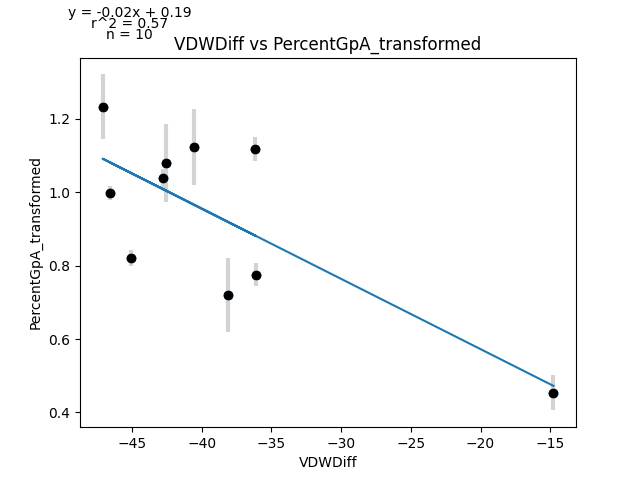 y = -0.02x + 0.19
r^2 = 0.57
n = 10
VDWDiff vs PercentGpA_transformed
PercentGpA_transformed
1.2
1.0
0.8
0.6
0.4
−45
−40
−35
−30
−25
−20
−15
VDWDiff